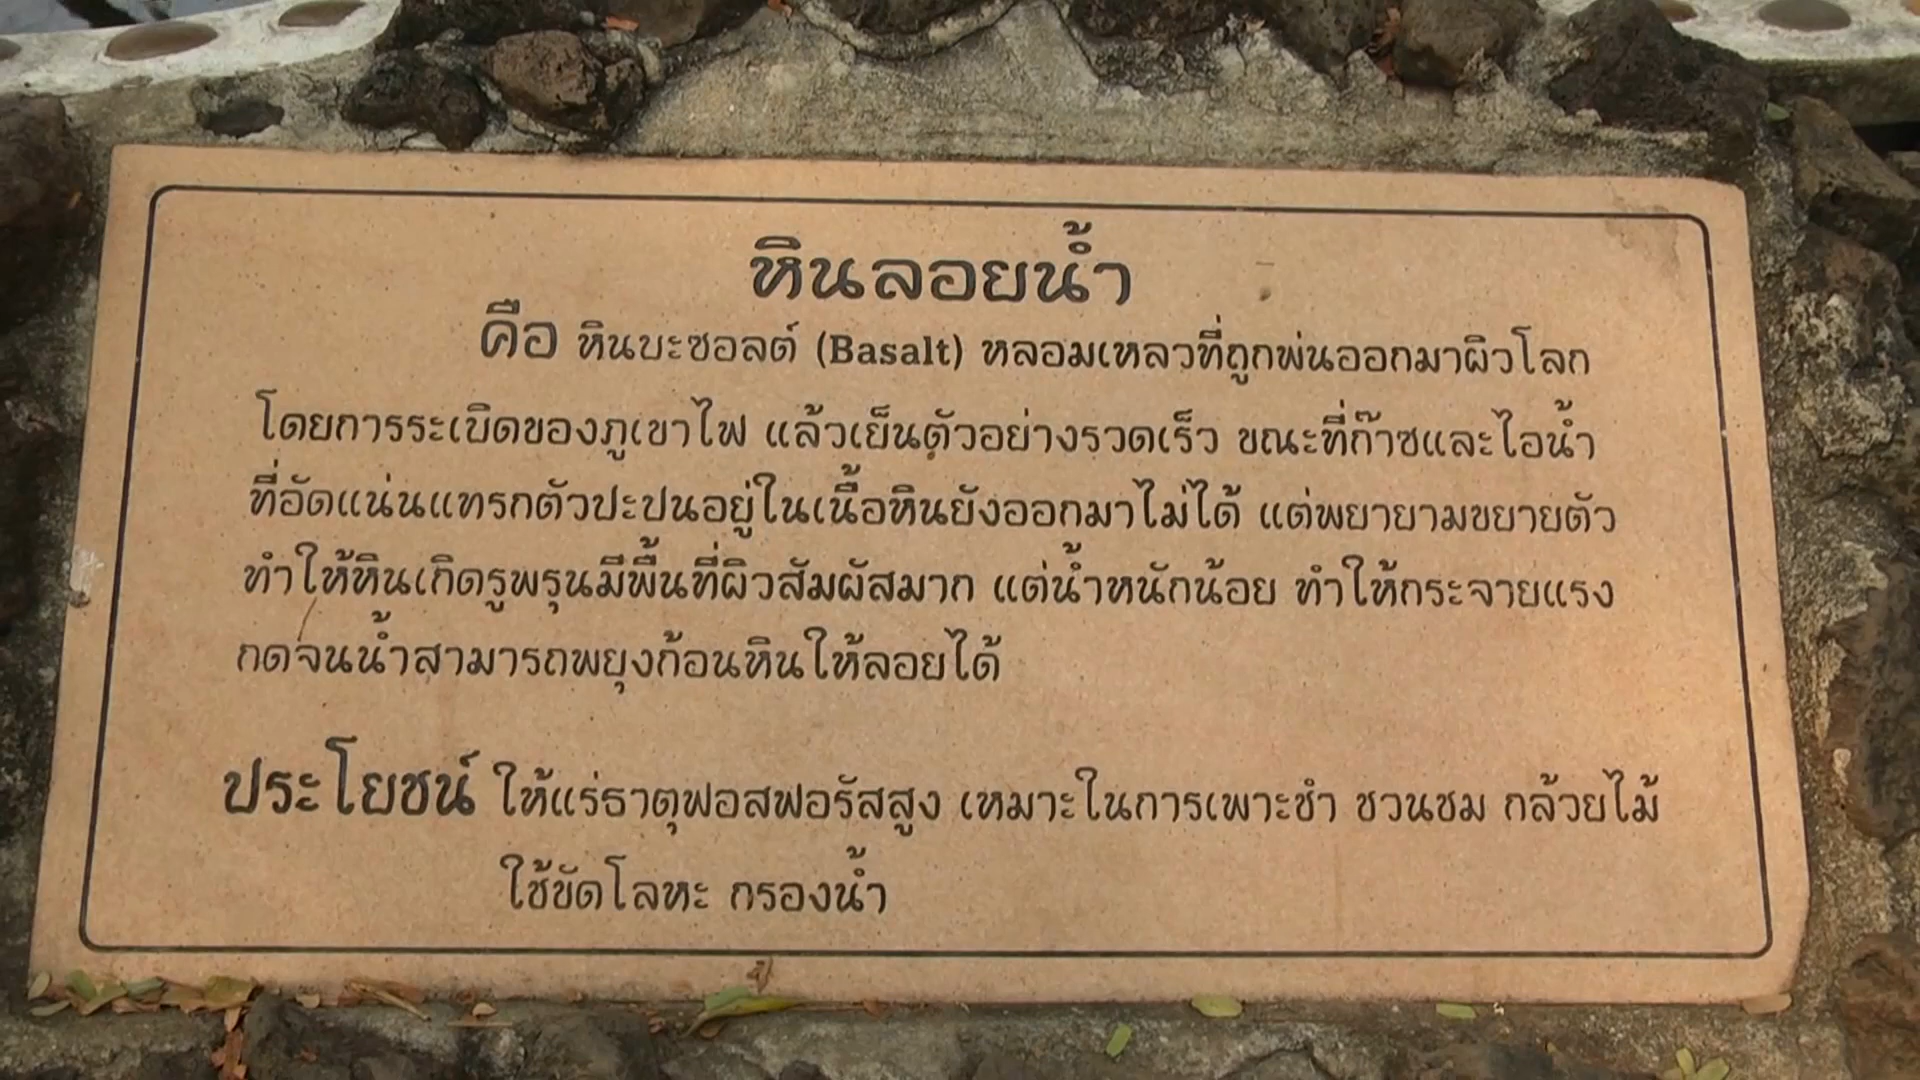 หินลอยน้ำ
คือ หินบะซอลต์ (Basalt) หลอมเหลวที่ถูกพ่นออกมาผิวโลก
โดยการระเบิดของภูเขาไฟ แล้วเย็นตัวอย่างรวดเร็ว ขณะที่ก๊าซและไอน้ำ
ที่อัดแน่นแทรกตัวปะปนอยู่ในเนื้อหินยังออกมาไม่ได้ แต่พยายามขยายตัว
ทำให้หินเกิดรูพรุนมีพื้นที่ผิวสัมผัสมาก แต่น้ำหนักน้อย ทำให้กระจายแรง
กดจนน้ำสามารถพยุงก้อนหินให้ลอยได้
ประโยชน์ ให้แร่ธาตุฟอสฟอรัสสูง เหมาะในการเพาะชำ ชวนชม กล้วยไม้
ใช้ขัดโลหะ กรองน้ำ